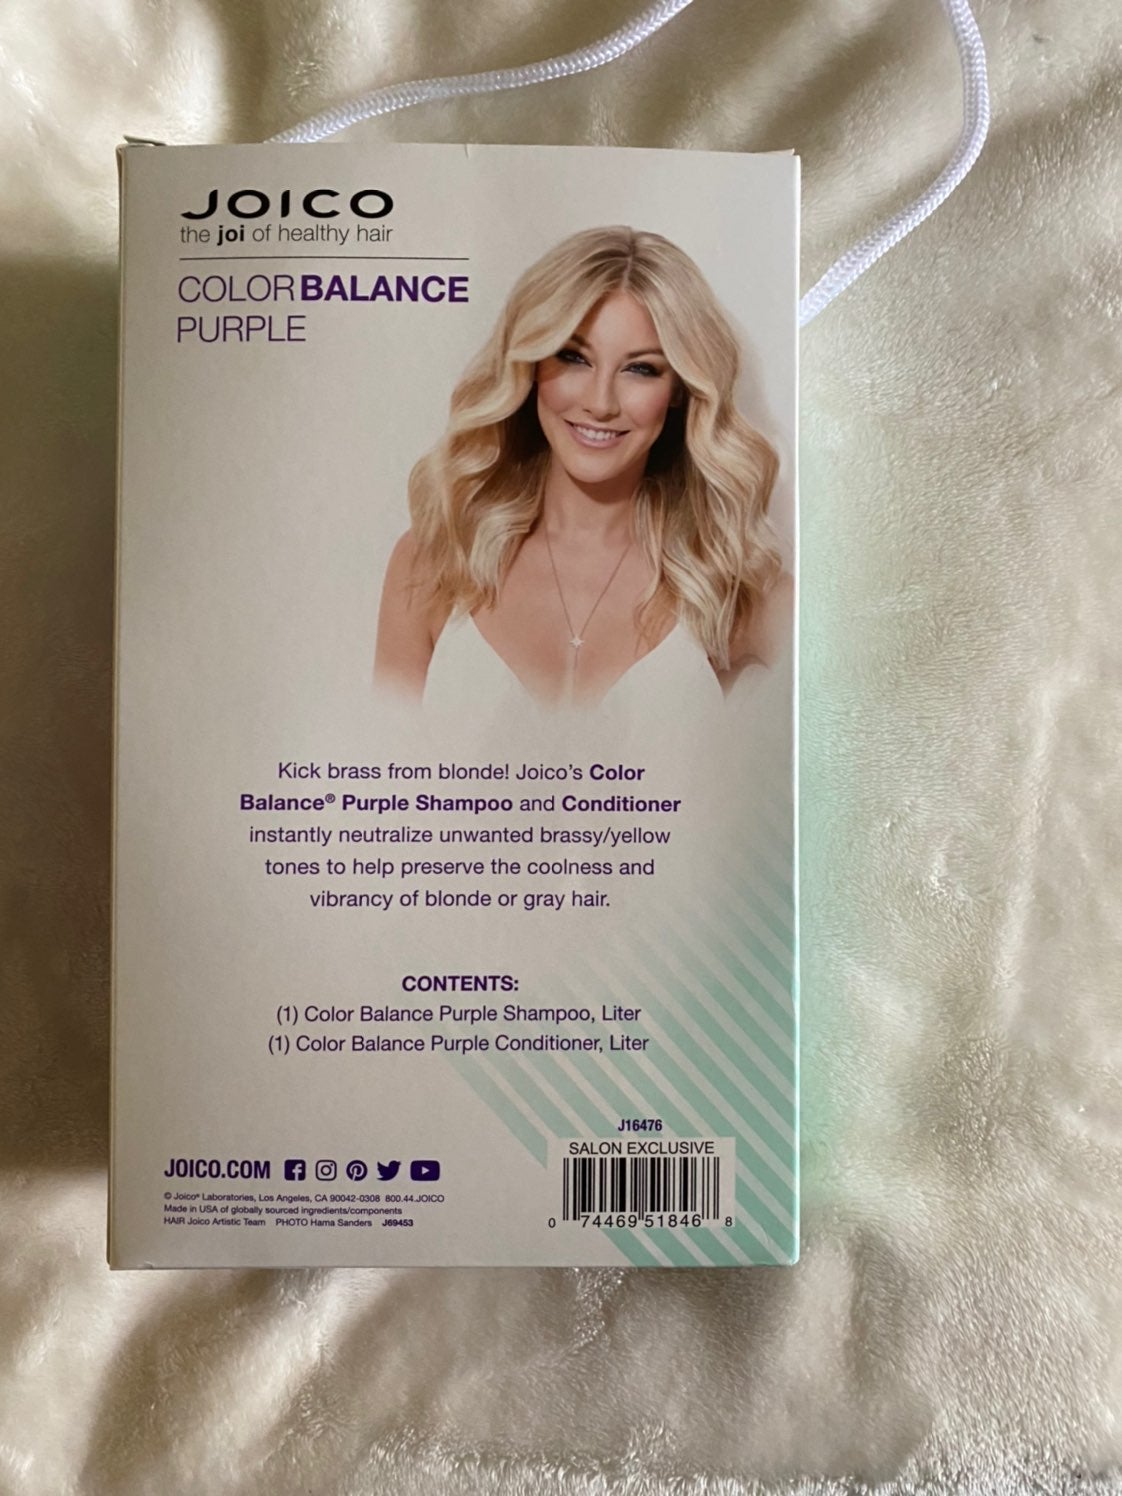 JOICO
the joi of healthy hair
COLOR BALANCE
PURPLE
Kick brass from blonde! Joico's Color
Balance® Purple Shampoo and Conditioner
instantly neutralize unwanted brassy/yellow
tones to help preserve the coolness and
vibrancy of blonde or gray hair.
CONTENTS:
(1) Color Balance Purple Shampoo, Liter
(1) Color Balance Purple Conditioner, Liter
J16476
SALON EXCLUSIVE
0 74469 51846 8
JOICO.COM
© Joico® Laboratories, Los Angeles, CA 90042-0308 800.44.JOICO
Made in USA of globally sourced ingredients/components
HAIR Joico Artistic Team PHOTO Hama Sanders J69453